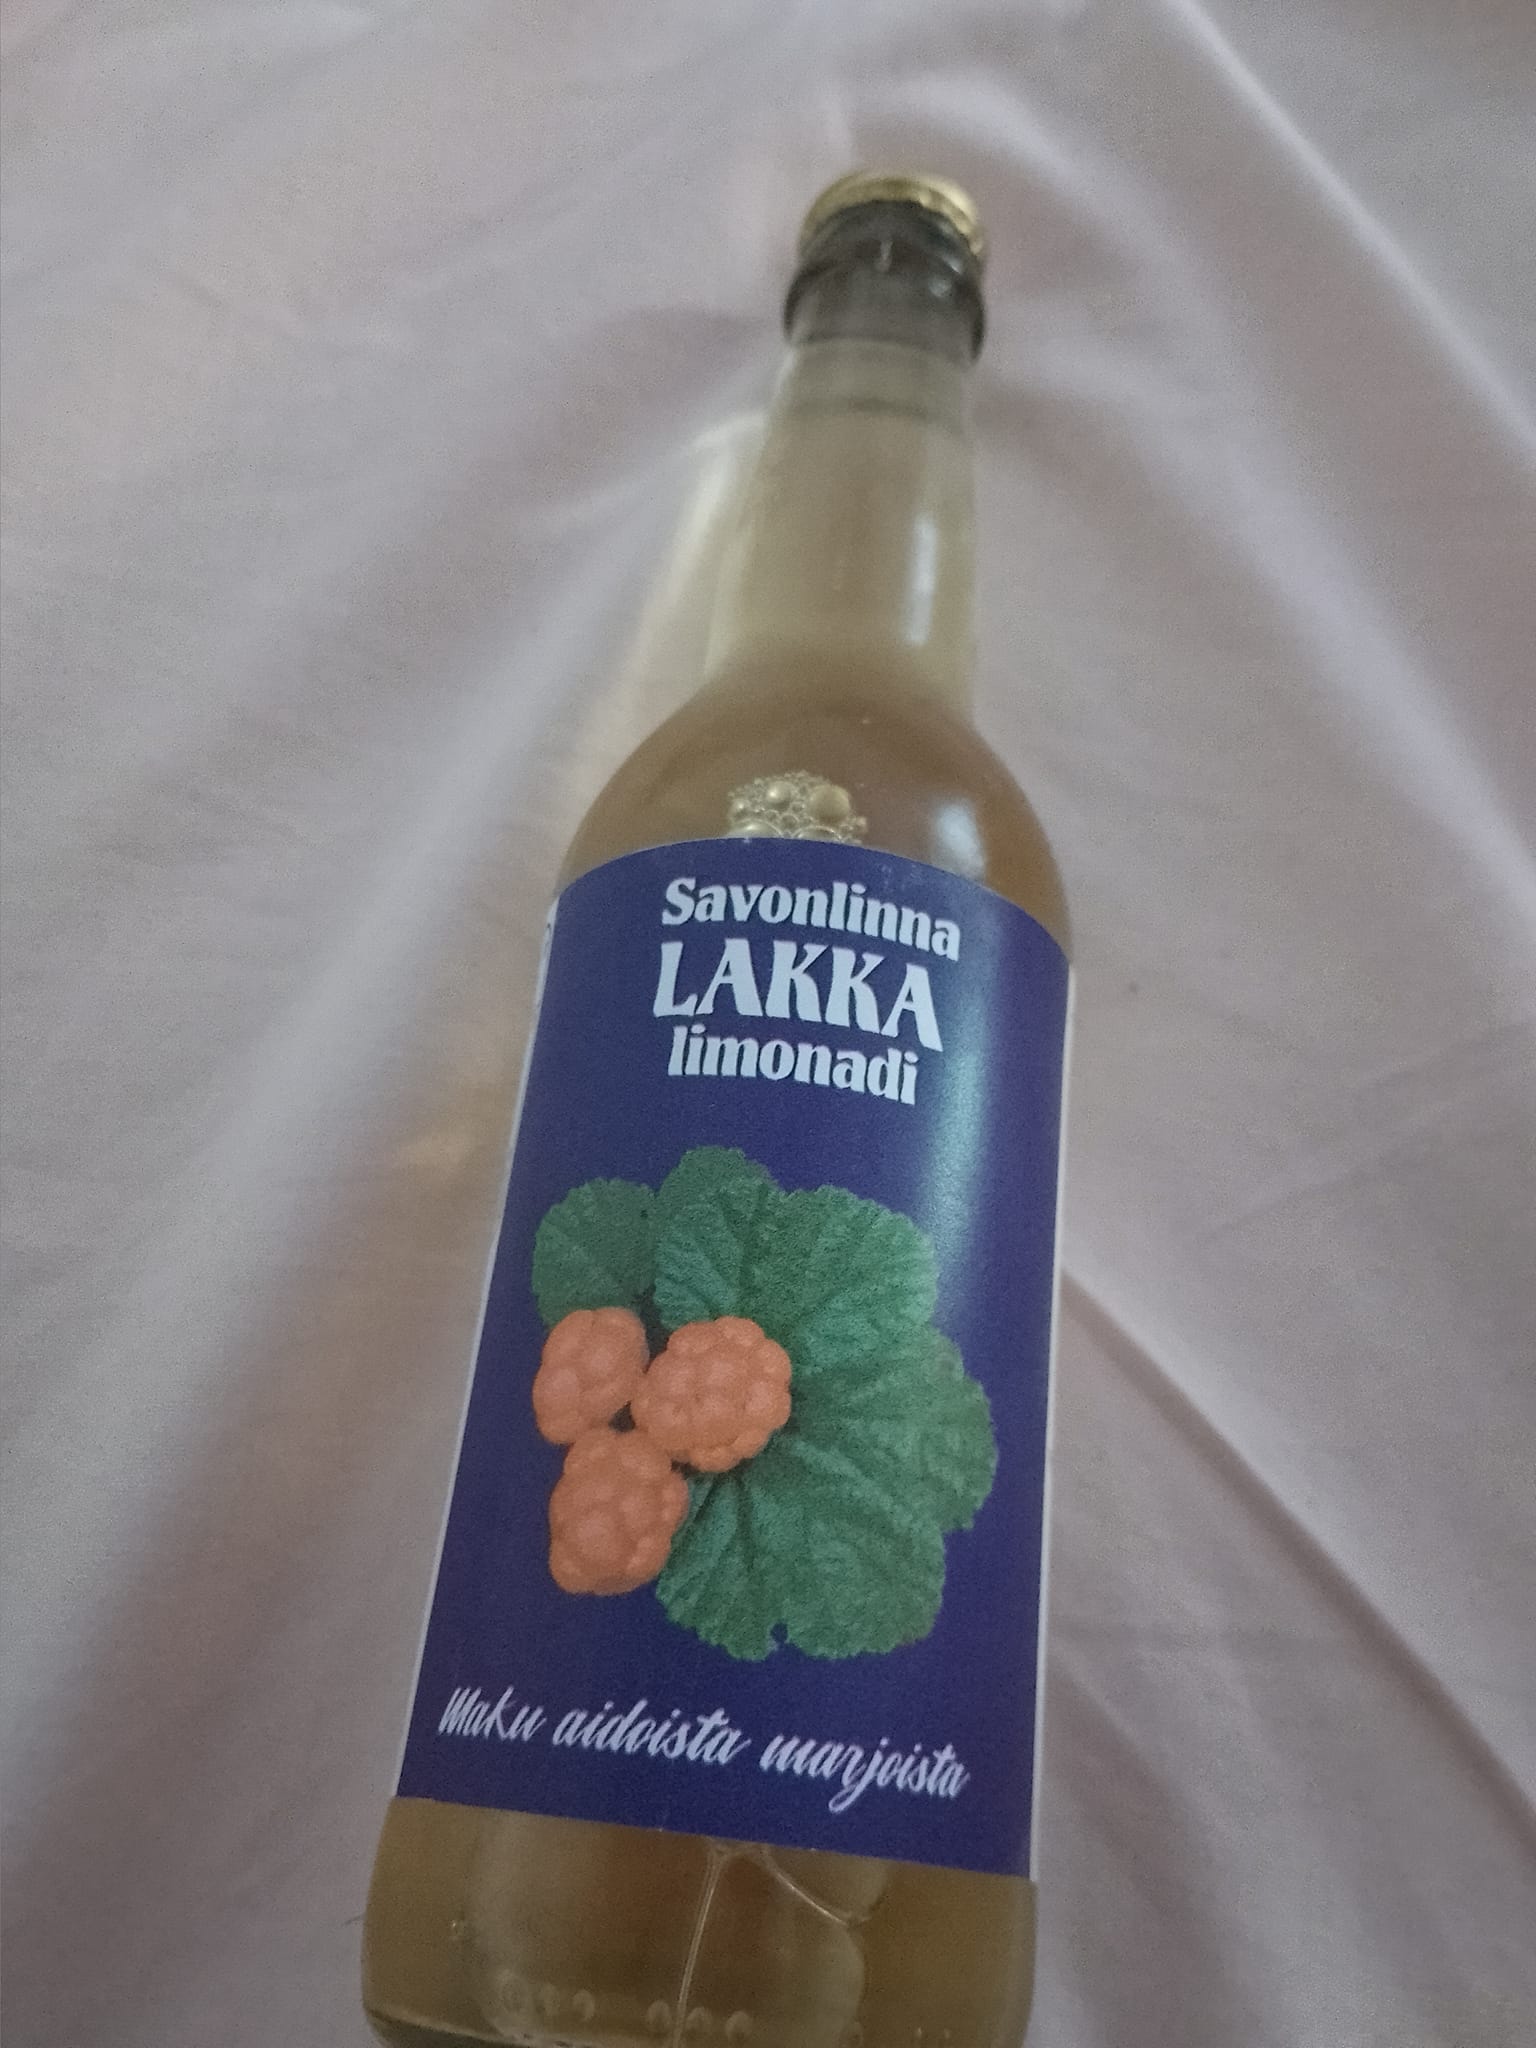 Savonlinna
LAKKA
limonadi
Maku aidoista marjoista